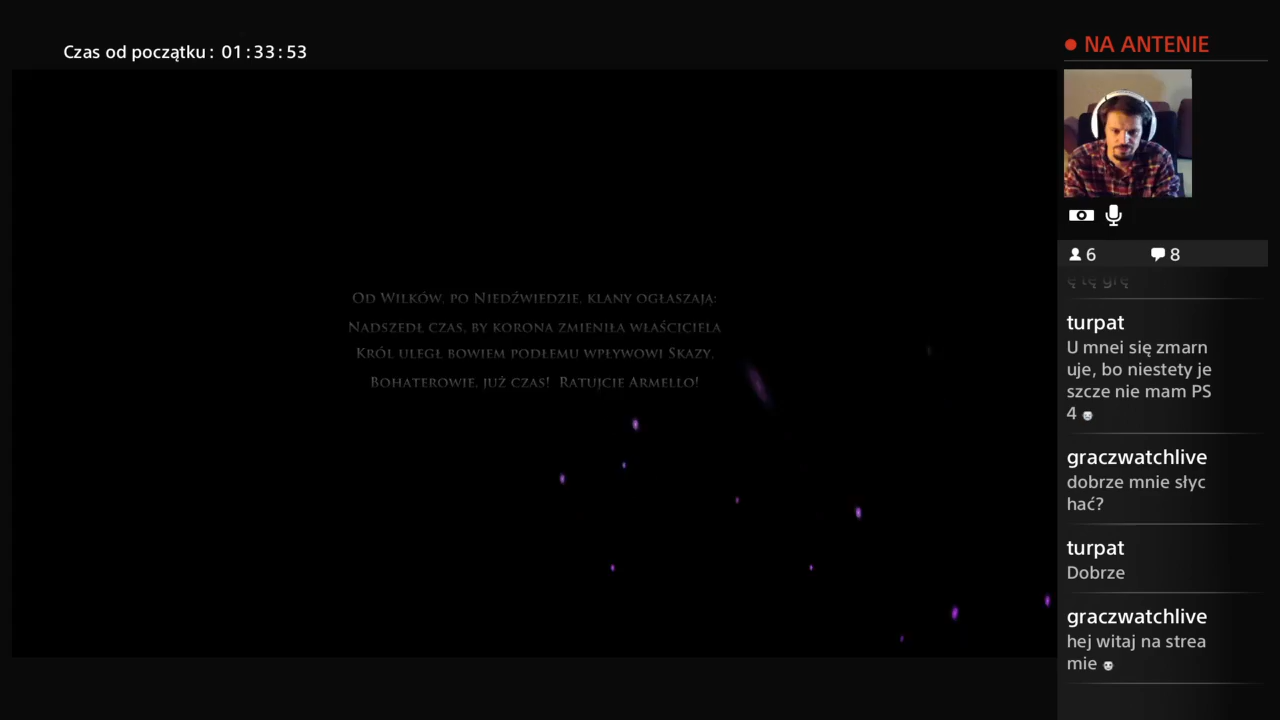 Czas od początku : 01:33:53
NA ANTENIE
6 8
Od Wilków, po Niedźwiedzie, klany ogłaszają:
Nadszedł czas, by korona zmieniła właściciela
Król uległ bowiem podłemu wpływowi Skazy.
Bohaterowie, już czas! Ratujcie Armello!
ę tę grę
turpat
U mnei się zmarn
uje, bo niestety je
szcze nie mam PS
4
graczwatchlive
dobrze mnie słyc
hać?
turpat
Dobrze
graczwatchlive
hej witaj na strea
mie